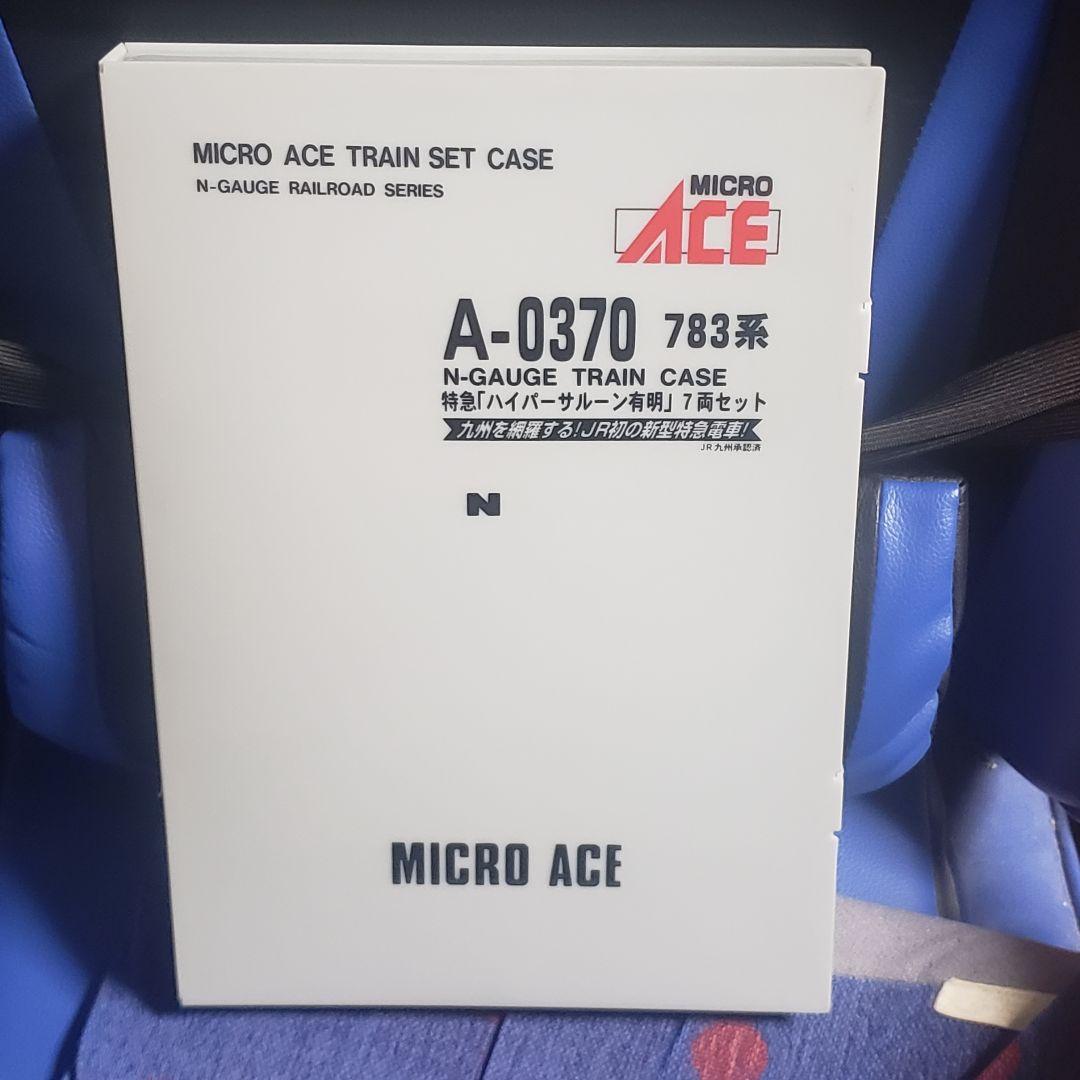 MICRO ACE TRAIN SET CASE
N-GAUGE RAILROAD SERIES
MICRO
ACE
A-0370 783系
N-GAUGE TRAIN CASE
特急「ハイパーサルーン有明」7両セット
九州を網羅する!JR初の新型特急電車!
JR九州承認済
N
MICRO ACE